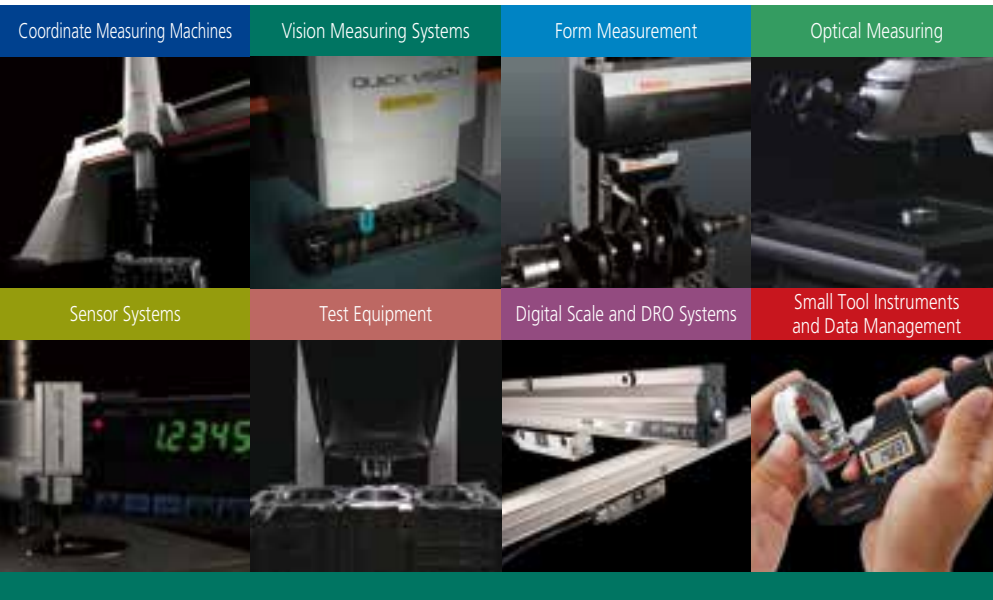 Coordinate Measuring Machines
Vision Measuring Systems
Form Measurement
Optical Measuring
QUICK VISION
Sensor Systems
Test Equipment
Digital Scale and DRO Systems
Small Tool Instruments
and Data Management
12345